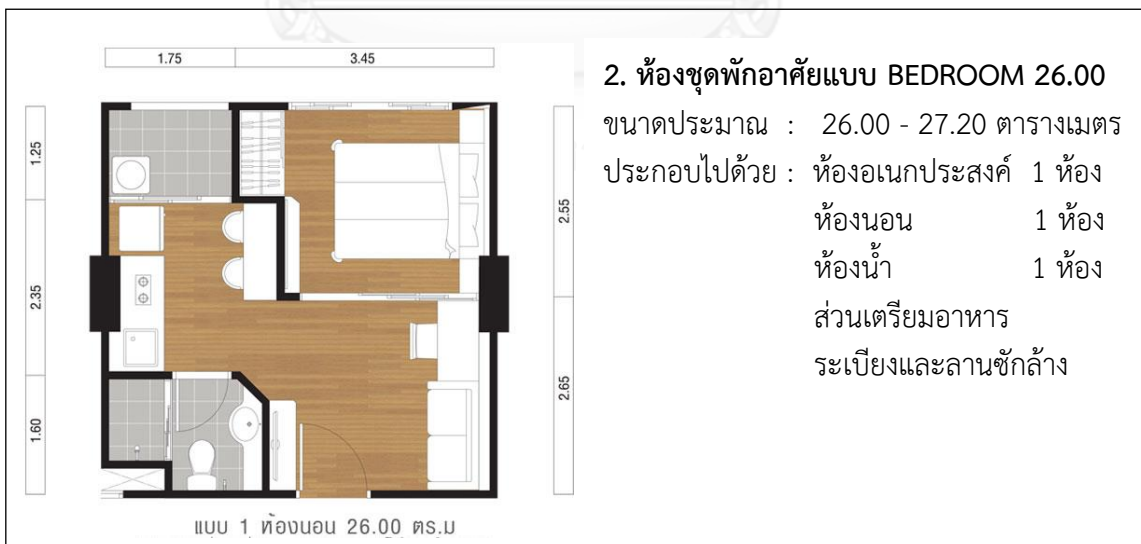 1.75 3.45
2. ห้องชุดพักอาศัยแบบ BEDROOM 26.00
ขนาดประมาณ : 26.00 - 27.20 ตารางเมตร
ประกอบไปด้วย : ห้องอเนกประสงค์ 1 ห้อง
ห้องนอน 1 ห้อง
ห้องน้ำ 1 ห้อง
ส่วนเตรียมอาหาร
ระเบียงและลานซักล้าง
1.25
2.35
1.60
2.55
2.65
แบบ 1 ห้องนอน 26.00 ตร.ม